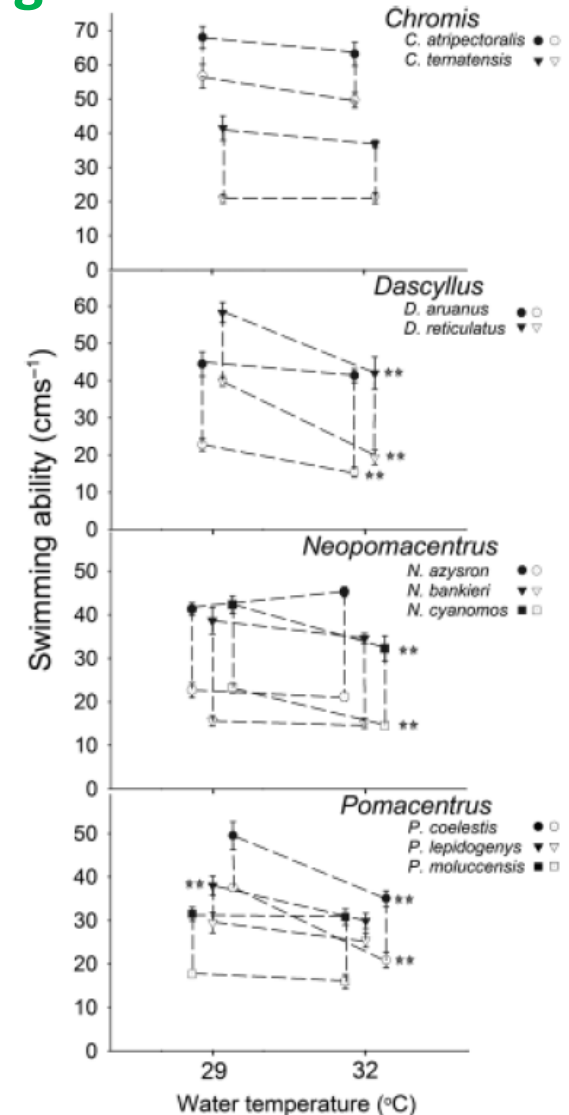 g
Chromis
C. atripectoralis
C. ternatensis
70
60
50
40
30
20
10
0
Dascyllus
D. aruanus
D. reticulatus
60
50
40
30
20
10
0
**
**
**
Neopomacentrus
N. azysron
N. bankieri
N. cyanomos
50
40
30
20
10
0
**
**
Pomacentrus
P. coelestis
P. lepidogenys
P. moluccensis
50
40
30
20
10
0
**
**
**
29 32
Swimming ability (cms⁻¹)
Water temperature (°C)